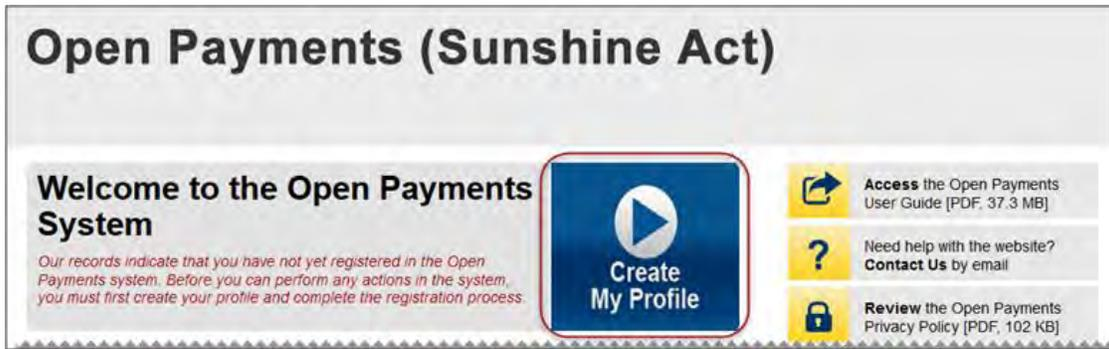 Open Payments (Sunshine Act)
Welcome to the Open Payments
System
Our records indicate that you have not yet registered in the Open
Payments system. Before you can perform any actions in the system,
you must first create your profile and complete the registration process.
Create
My Profile
Access the Open Payments
User Guide [PDF, 37.3 MB]
? Need help with the website?
Contact Us by email
Review the Open Payments
Privacy Policy [PDF, 102 KB]